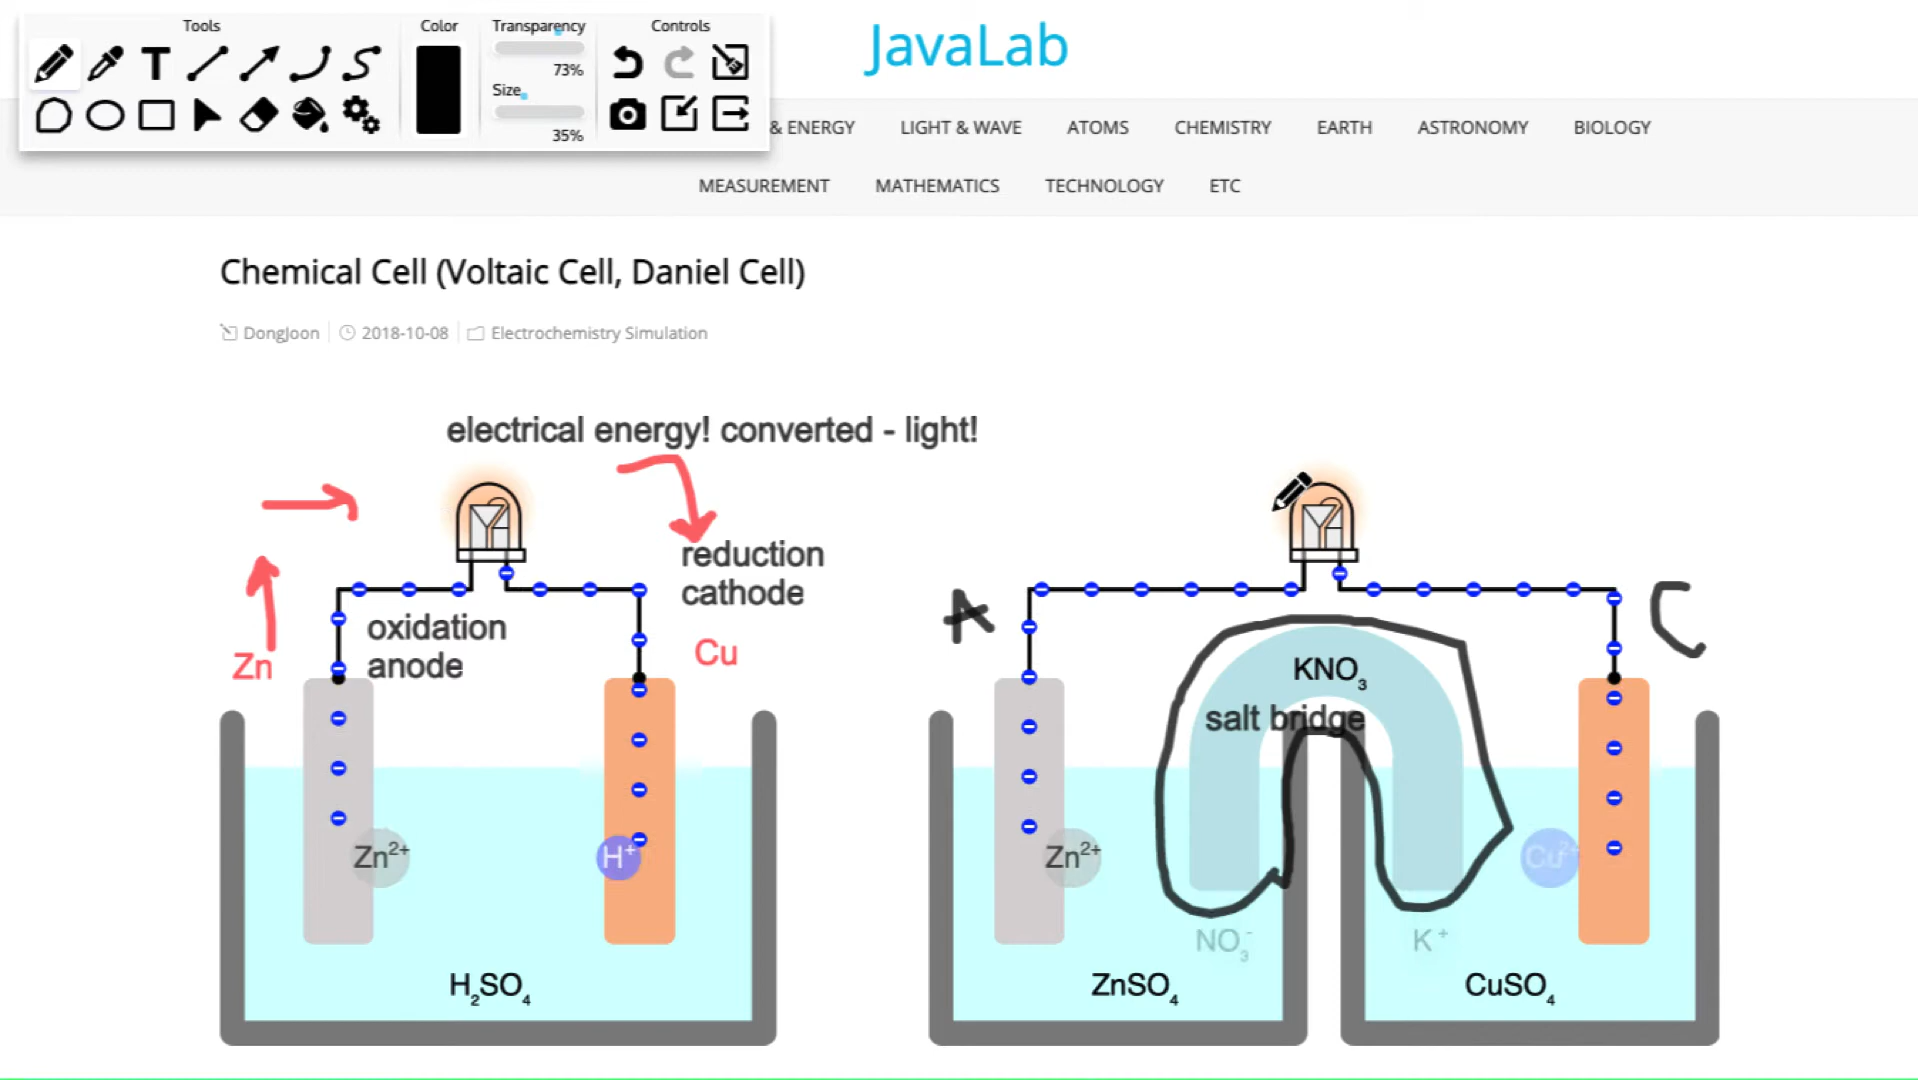 Tools
Color
Transparency
Controls
73%
Size
35%
T
JavaLab
& ENERGY LIGHT & WAVE ATOMS CHEMISTRY EARTH ASTRONOMY BIOLOGY
MEASUREMENT MATHEMATICS TECHNOLOGY ETC
Chemical Cell (Voltaic Cell, Daniel Cell)
DongJoon 2018-10-08 Electrochemistry Simulation
electrical energy! converted - light!
reduction
cathode
oxidation
anode
Zn
Cu
Zn²⁺
H⁺
H₂SO₄
A
C
KNO₃
salt bridge
Zn²⁺
Cu²⁺
NO₃⁻
K⁺
ZnSO₄
CuSO₄